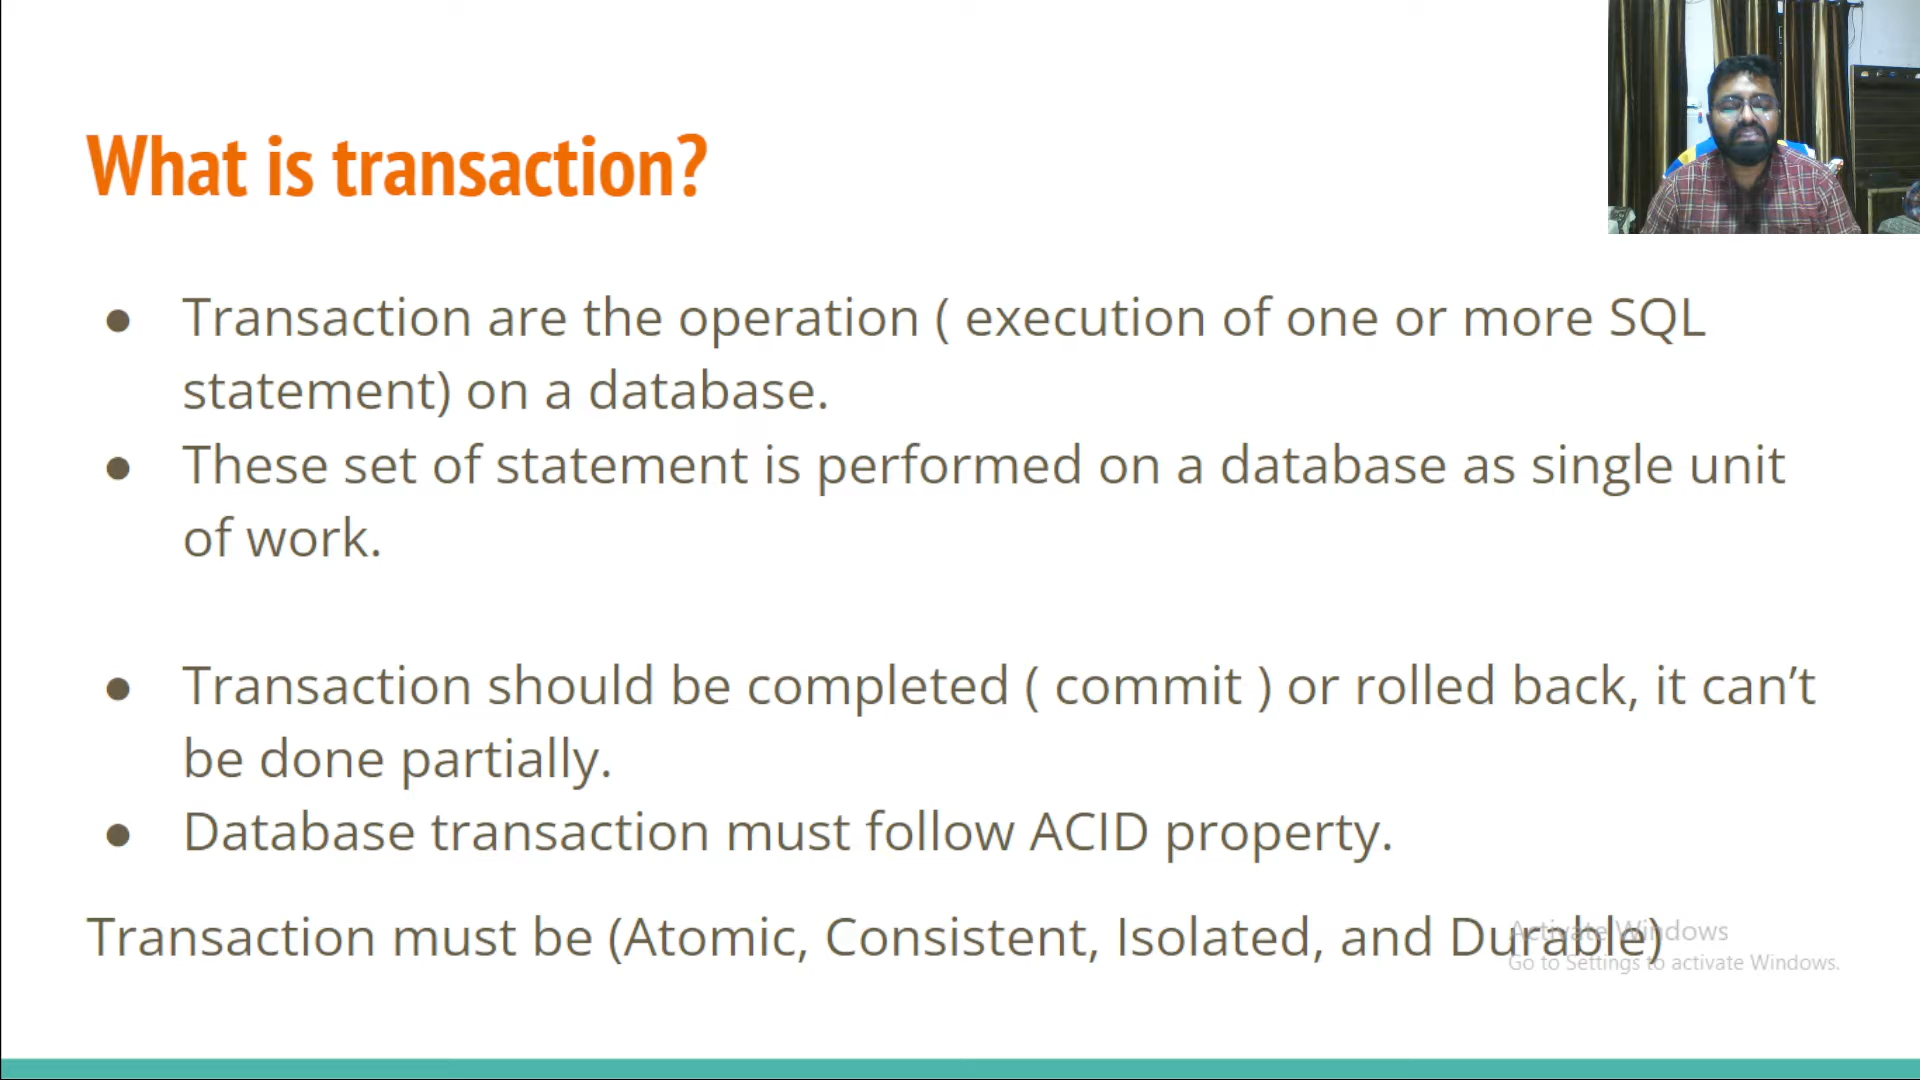 What is transaction?
● Transaction are the operation ( execution of one or more SQL
statement) on a database.
● These set of statement is performed on a database as single unit
of work.
● Transaction should be completed ( commit ) or rolled back, it can’t
be done partially.
● Database transaction must follow ACID property.
Transaction must be (Atomic, Consistent, Isolated, and Durable)
Activate Windows
Go to Settings to activate Windows.